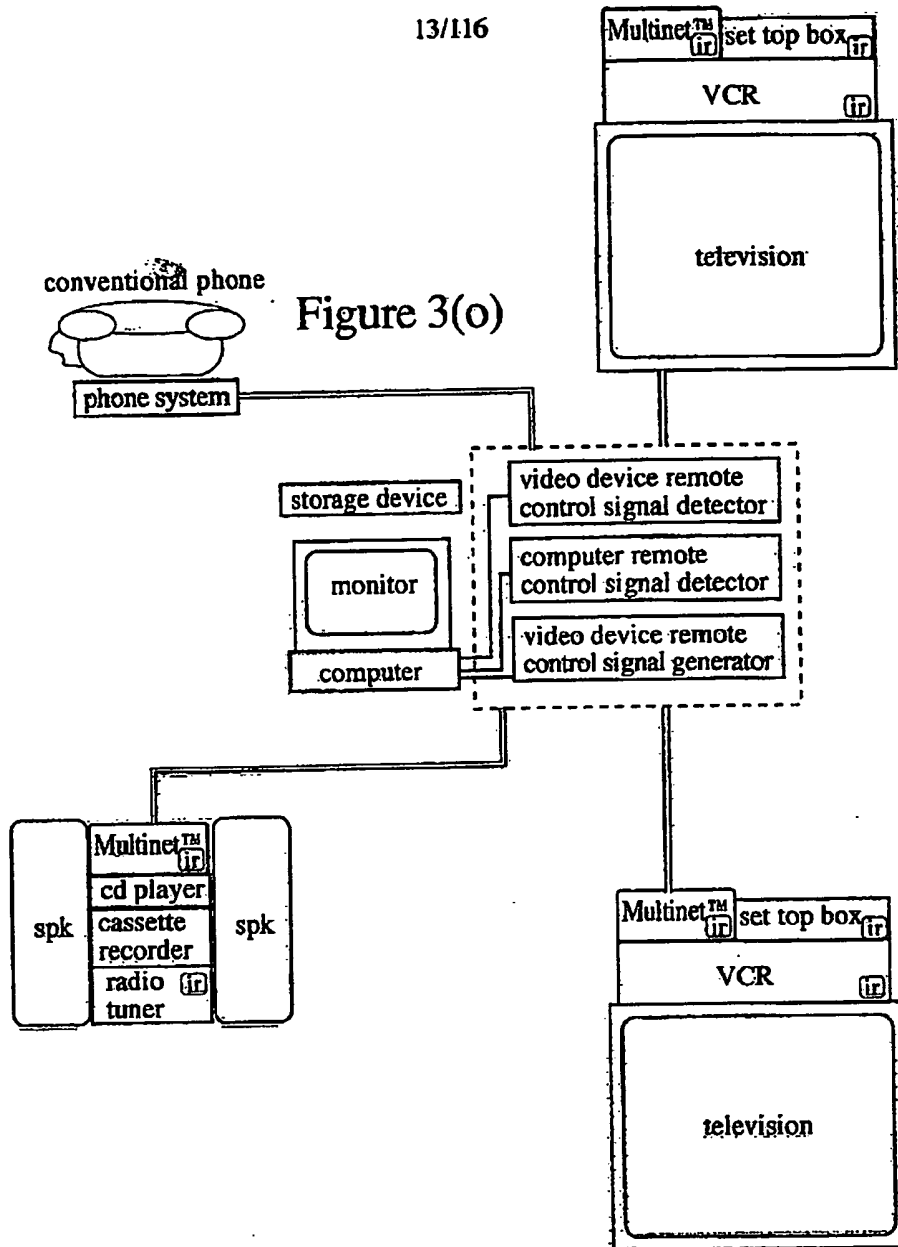 13/116
Multinet™
ir
set top box
ir
VCR
ir
television
conventional phone
Figure 3(o)
phone system
storage device
video device remote
control signal detector
monitor
computer remote
control signal detector
computer
video device remote
control signal generator
Multinet™
ir
cd player
spk
cassette
recorder
spk
radio
ir
tuner
Multinet™
ir
set top box
ir
VCR
ir
television